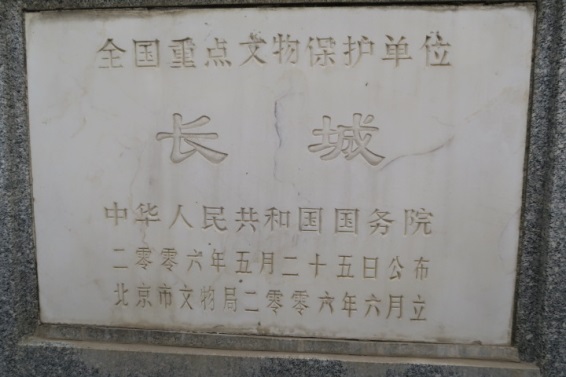 全国重点文物保护单位
长城
中华人民共和国国务院
二零零六年五月二十五日公布
北京市文物局二零零六年六月立